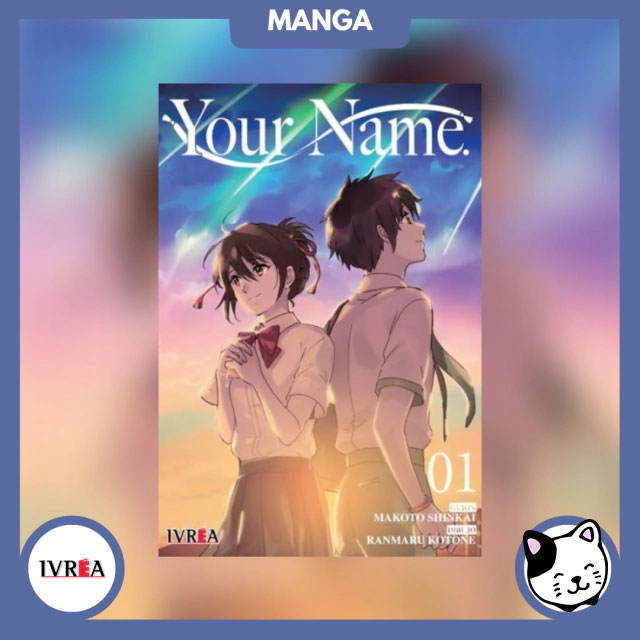 MANGA
Your Name.
01
GUION
MAKOTO SHINKAI
DIBUJO
RANMARU KOTONE
IVREA
IVREA